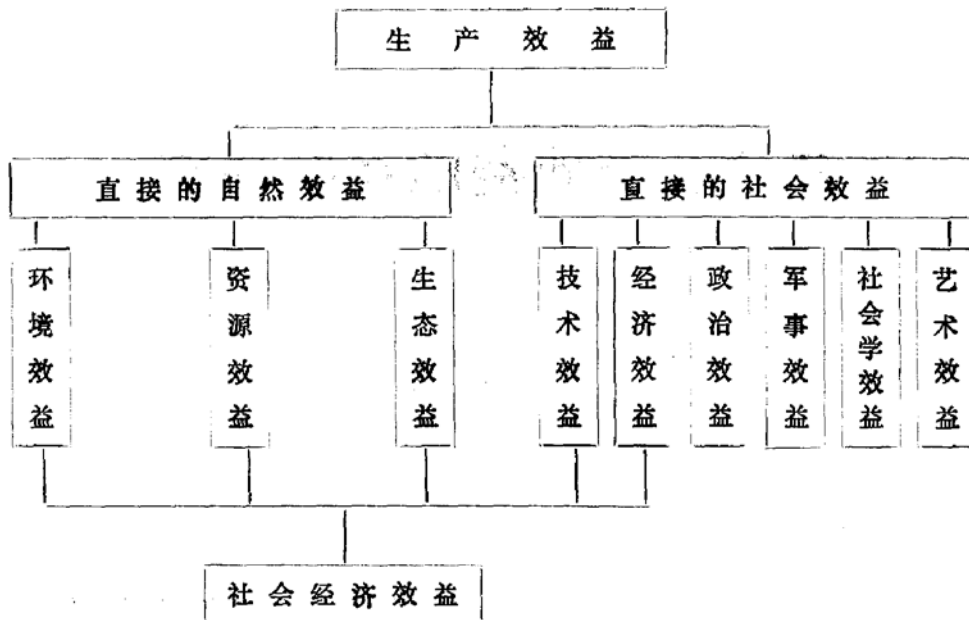 生产效益
直接的自然效益
直接的社会效益
环境效益
资源效益
生态效益
技术效益
经济效益
政治效益
军事效益
社会学效益
艺术效益
社会经济效益